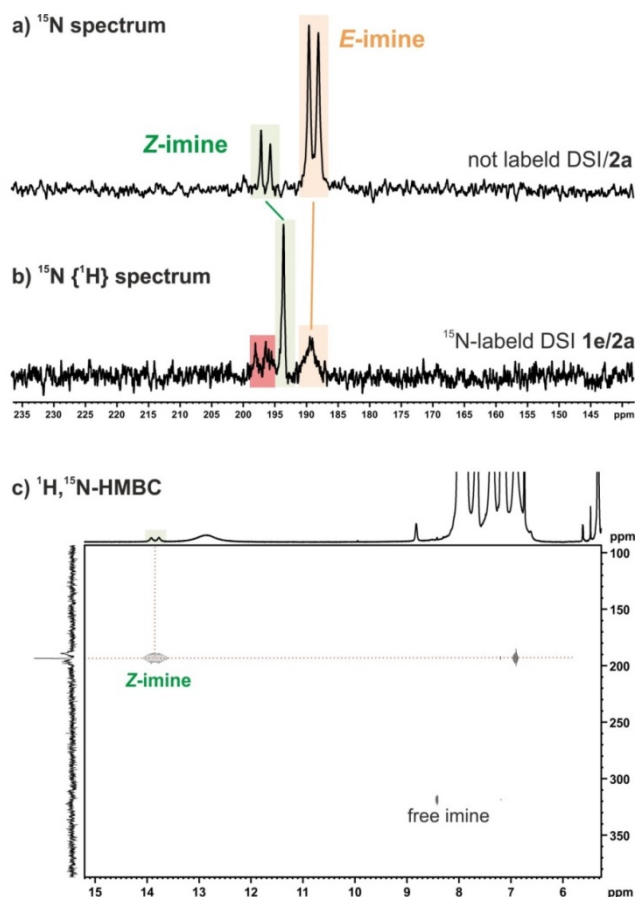 a) ¹⁵N spectrum
E-imine
Z-imine
not labeld DSI/2a
b) ¹⁵N {¹H} spectrum
¹⁵N-labeld DSI 1e/2a
235 230 225 220 215 210 205 200 195 190 185 180 175 170 165 160 155 150 145 140 ppm
c) ¹H,¹⁵N-HMBC
ppm
100
150
200
Z-imine
250
300
free imine
350
15 14 13 12 11 10 9 8 7 6 ppm